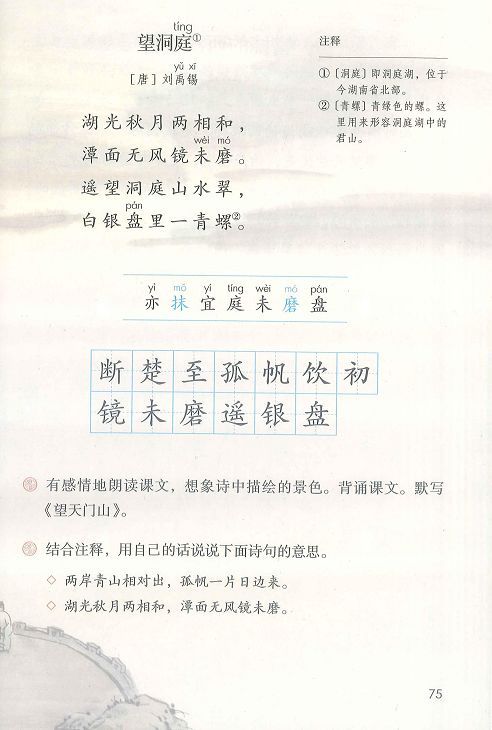 tíng
望洞庭①
yǔ xī
[唐] 刘禹锡
湖光秋月两相和，
wèi mó
潭面无风镜未磨。
遥望洞庭山水翠，
pán
白银盘里一青螺②。
注释
① 〔洞庭〕即洞庭湖，位于
今湖南省北部。
② 〔青螺〕青绿色的螺。这
里用来形容洞庭湖中的
君山。
yì mǒ yí tíng wèi mó pán
亦 抹 宜 庭 未 磨 盘
断 楚 至 孤 帆 饮 初
镜 未 磨 遥 银 盘
有感情地朗读课文，想象诗中描绘的景色。背诵课文。默写
《望天门山》。
结合注释，用自己的话说说下面诗句的意思。
◇ 两岸青山相对出，孤帆一片日边来。
◇ 湖光秋月两相和，潭面无风镜未磨。
75